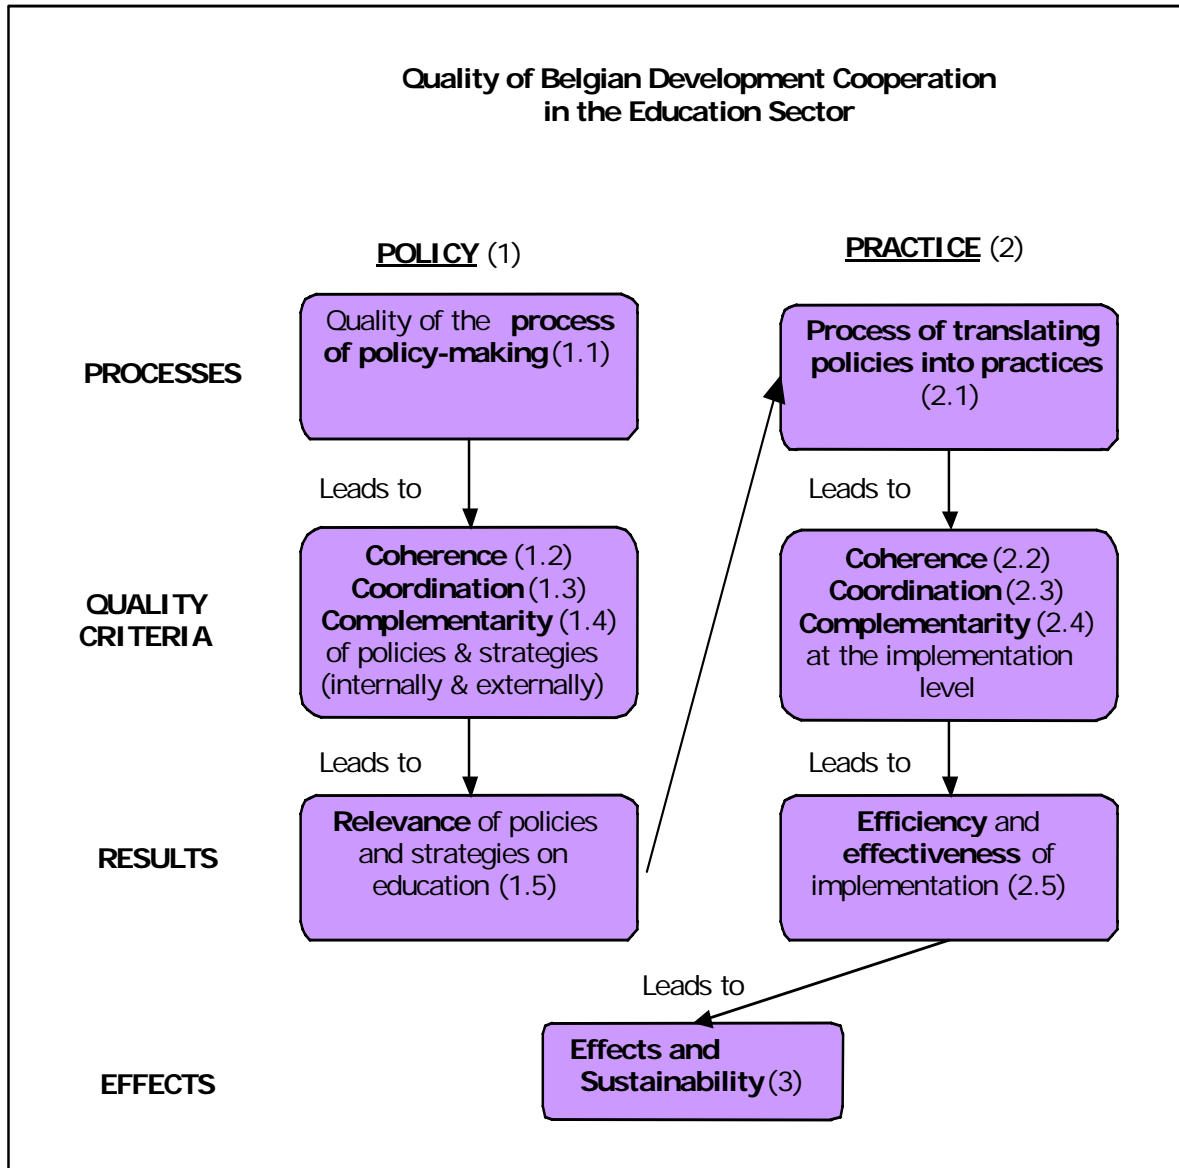 Quality of Belgian Development Cooperation
in the Education Sector
POLICY (1)
PRACTICE (2)
PROCESSES
Quality of the process
of policy-making (1.1)
Process of translating
policies into practices
(2.1)
Leads to
Leads to
QUALITY
CRITERIA
Coherence (1.2)
Coordination (1.3)
Complementarity (1.4)
of policies & strategies
(internally & externally)
Coherence (2.2)
Coordination (2.3)
Complementarity (2.4)
at the implementation
level
Leads to
Leads to
RESULTS
Relevance of policies
and strategies on
education (1.5)
Efficiency and
effectiveness of
implementation (2.5)
Leads to
EFFECTS
Effects and
Sustainability (3)